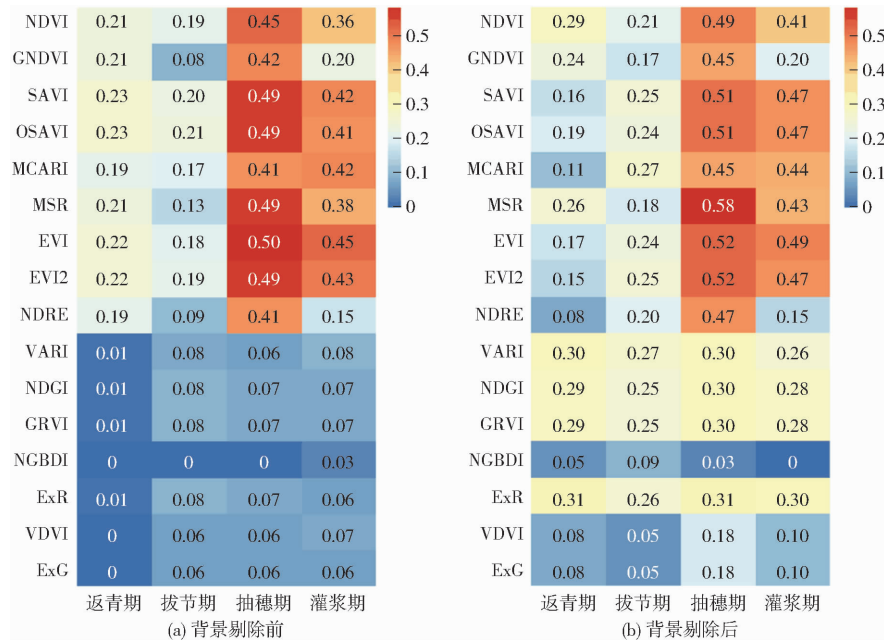 NDVI 0.21 0.19 0.45 0.36
GNDVI 0.21 0.08 0.42 0.20
SAVI 0.23 0.20 0.49 0.42
OSAVI 0.23 0.21 0.49 0.41
MCARI 0.19 0.17 0.41 0.42
MSR 0.21 0.13 0.49 0.38
EVI 0.22 0.18 0.50 0.45
EVI2 0.22 0.19 0.49 0.43
NDRE 0.19 0.09 0.41 0.15
VARI 0.01 0.08 0.06 0.08
NDGI 0.01 0.08 0.07 0.07
GRVI 0.01 0.08 0.07 0.07
NGBDI 0 0 0 0.03
ExR 0.01 0.08 0.07 0.06
VDVI 0 0.06 0.06 0.07
ExG 0 0.06 0.06 0.06
返青期 拔节期 抽穗期 灌浆期
0.5
0.4
0.3
0.2
0.1
0
(a) 背景剔除前
NDVI 0.29 0.21 0.49 0.41
GNDVI 0.24 0.17 0.45 0.20
SAVI 0.16 0.25 0.51 0.47
OSAVI 0.19 0.24 0.51 0.47
MCARI 0.11 0.27 0.45 0.44
MSR 0.26 0.18 0.58 0.43
EVI 0.17 0.24 0.52 0.49
EVI2 0.15 0.25 0.52 0.47
NDRE 0.08 0.20 0.47 0.15
VARI 0.30 0.27 0.30 0.26
NDGI 0.29 0.25 0.30 0.28
GRVI 0.29 0.25 0.30 0.28
NGBDI 0.05 0.09 0.03 0
ExR 0.31 0.26 0.31 0.30
VDVI 0.08 0.05 0.18 0.10
ExG 0.08 0.05 0.18 0.10
返青期 拔节期 抽穗期 灌浆期
0.5
0.4
0.3
0.2
0.1
0
(b) 背景剔除后